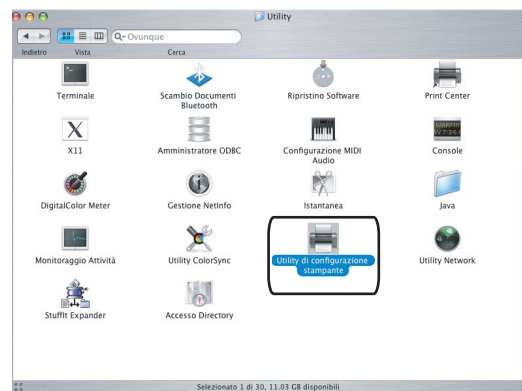 Utility
Ovunque
Indietro Vista Cerca
Terminale
Scambio Documenti
Bluetooth
Ripristino Software
Print Center
X11
Amministratore ODBC
Configurazione MIDI
Audio
Console
DigitalColor Meter
Gestione NetInfo
Istantanea
Java
Monitoraggio Attività
Utility ColorSync
Utility di configurazione
stampante
Utility Network
StuffIt Expander
Accesso Directory
Selezionato 1 di 30, 11.03 GB disponibili